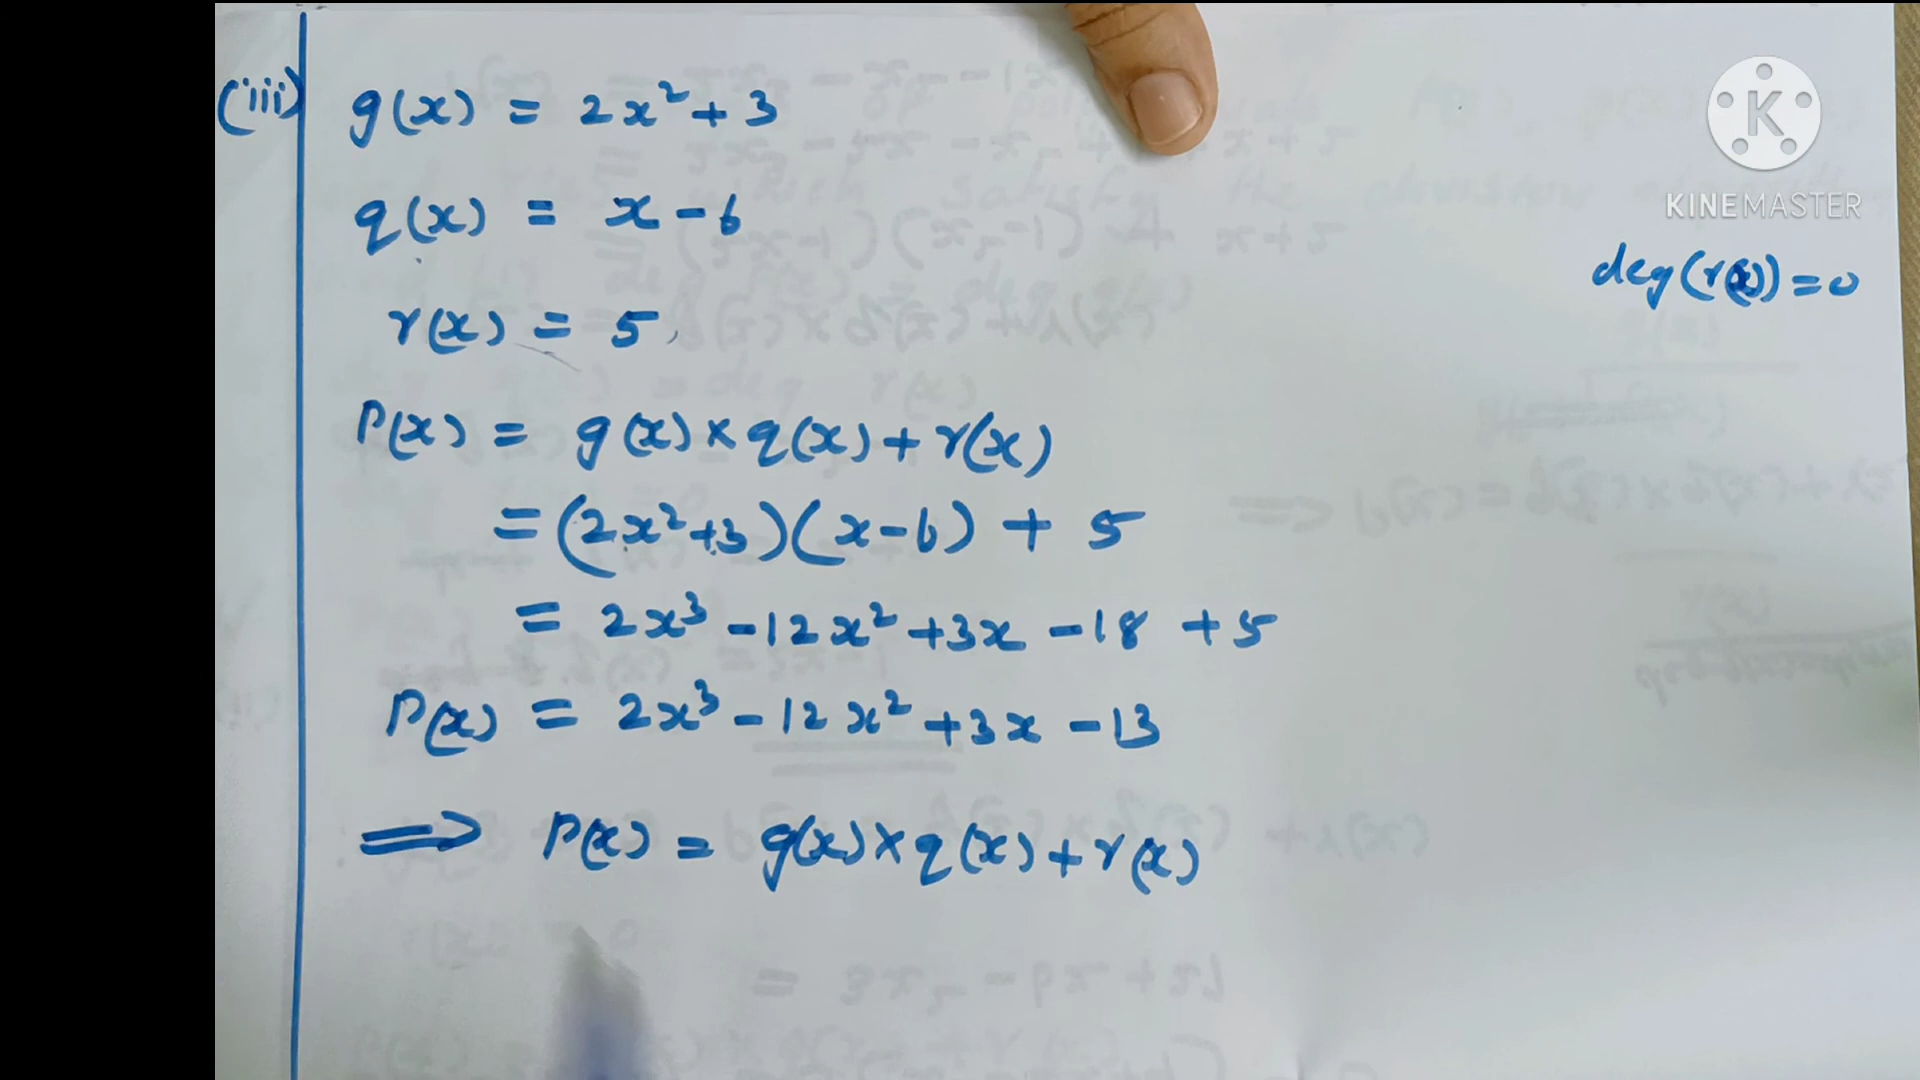 (iii) g(x) = 2x² + 3
q(x) = x - 6
r(x) = 5
P(x) = g(x) × q(x) + r(x)
= (2x² + 3)(x - 6) + 5
= 2x³ - 12x² + 3x - 18 + 5
P(x) = 2x³ - 12x² + 3x - 13
⇒ P(x) = g(x) × q(x) + r(x)
K
KINEMASTER
deg(r(x)) = 0